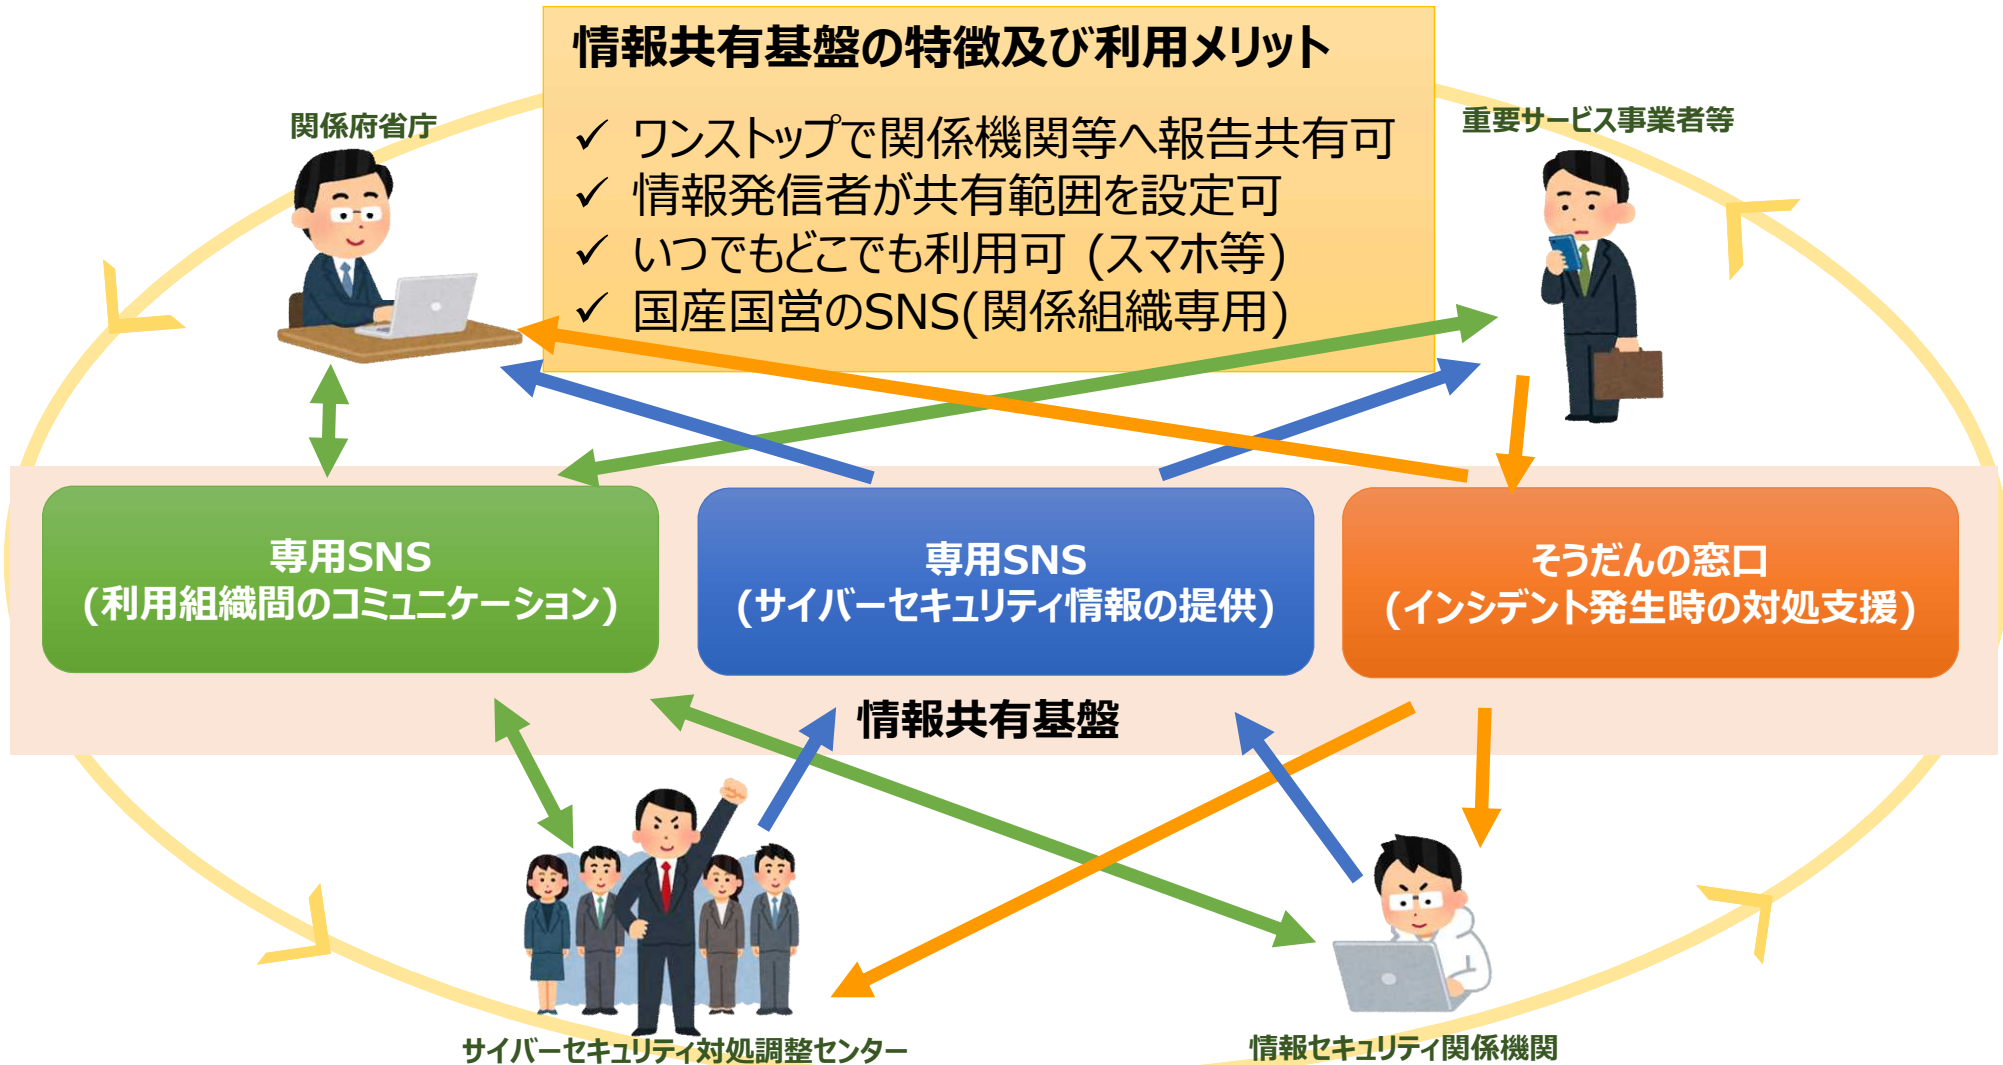 情報共有基盤の特徴及び利用メリット
✓ ワンストップで関係機関等へ報告共有可
✓ 情報発信者が共有範囲を設定可
✓ いつでもどこでも利用可 (スマホ等)
✓ 国産国営のSNS(関係組織専用)
関係府省庁
重要サービス事業者等
専用SNS
(利用組織間のコミュニケーション)
専用SNS
(サイバーセキュリティ情報の提供)
そうだんの窓口
(インシデント発生時の対処支援)
情報共有基盤
サイバーセキュリティ対処調整センター
情報セキュリティ関係機関